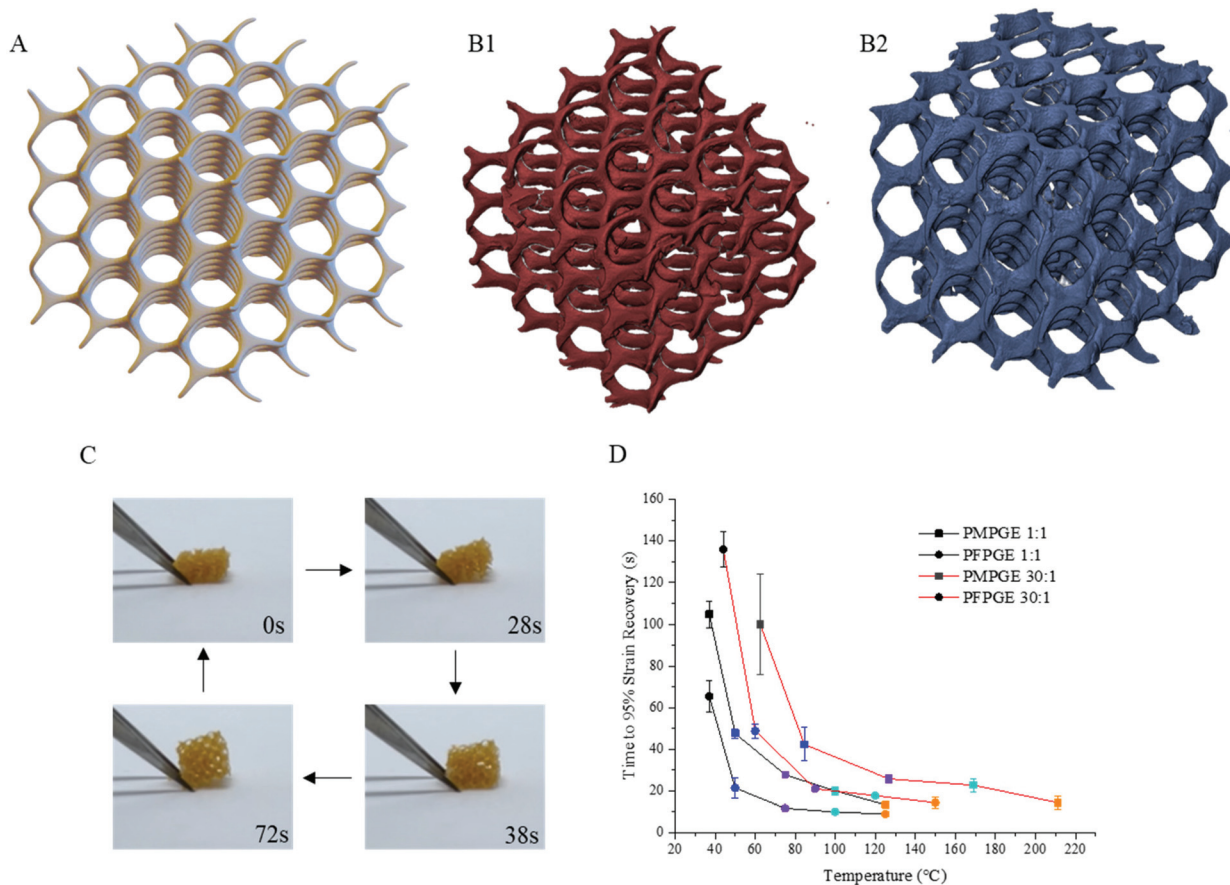 A
B1
B2
C
0s
28s
72s
38s
D
160
140
120
100
80
60
40
20
0
Time to 95% Strain Recovery (s)
PMPGE 1:1
PFPGE 1:1
PMPGE 30:1
PFPGE 30:1
20 40 60 80 100 120 140 160 180 200 220
Temperature (°C)